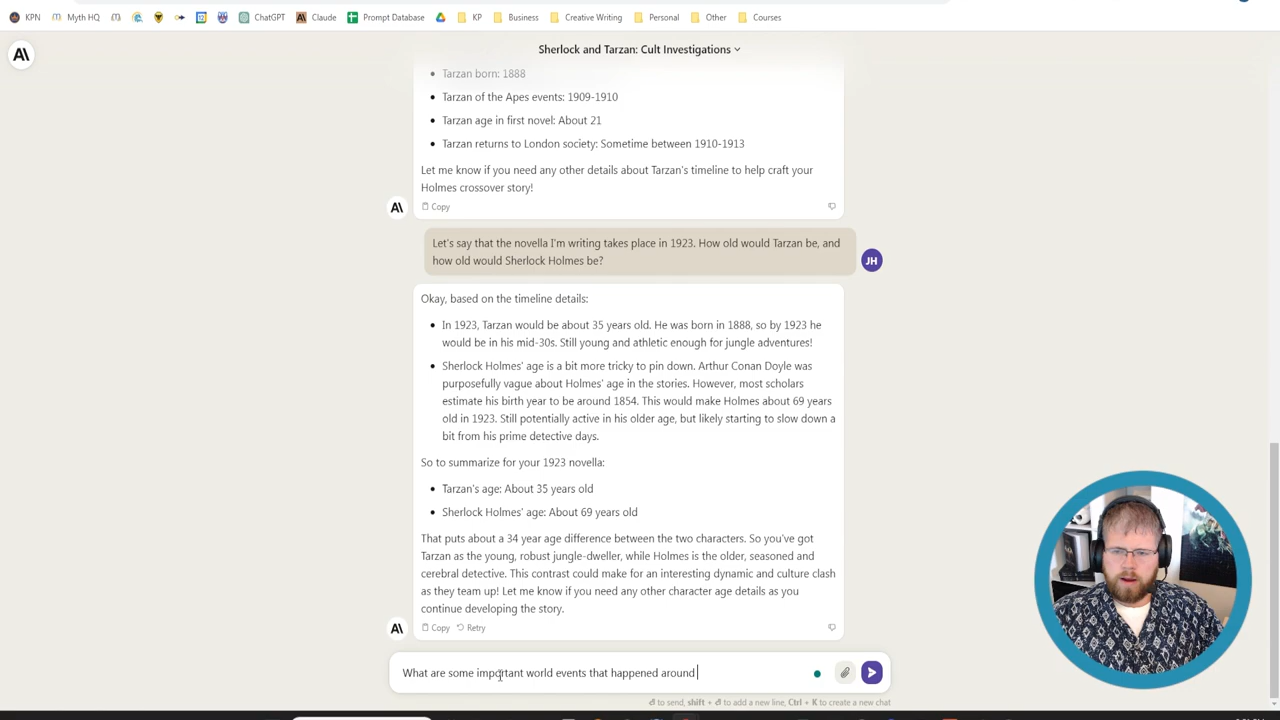 KPN Myth HQ ChatGPT Claude Prompt Database KP Business Creative Writing Personal Other Courses
A\ Sherlock and Tarzan: Cult Investigations
• Tarzan born: 1888
• Tarzan of the Apes events: 1909-1910
• Tarzan age in first novel: About 21
• Tarzan returns to London society: Sometime between 1910-1913
Let me know if you need any other details about Tarzan's timeline to help craft your
Holmes crossover story!
A\ Copy
Let's say that the novella I'm writing takes place in 1923. How old would Tarzan be, and
how old would Sherlock Holmes be?
JH
Okay, based on the timeline details:
• In 1923, Tarzan would be about 35 years old. He was born in 1888, so by 1923 he
would be in his mid-30s. Still young and athletic enough for jungle adventures!
• Sherlock Holmes' age is a bit more tricky to pin down. Arthur Conan Doyle was
purposefully vague about Holmes' age in the stories. However, most scholars
estimate his birth year to be around 1854. This would make Holmes about 69 years
old in 1923. Still potentially active in his older age, but likely starting to slow down a
bit from his prime detective days.
So to summarize for your 1923 novella:
• Tarzan's age: About 35 years old
• Sherlock Holmes' age: About 69 years old
That puts about a 34 year age difference between the two characters. So you've got
Tarzan as the young, robust jungle-dweller, while Holmes is the older, seasoned and
cerebral detective. This contrast could make for an interesting dynamic and culture clash
as they team up! Let me know if you need any other character age details as you
continue developing the story.
A\ Copy Retry
What are some important world events that happened around
to send, shift + to add a new line, Ctrl + K to create a new chat